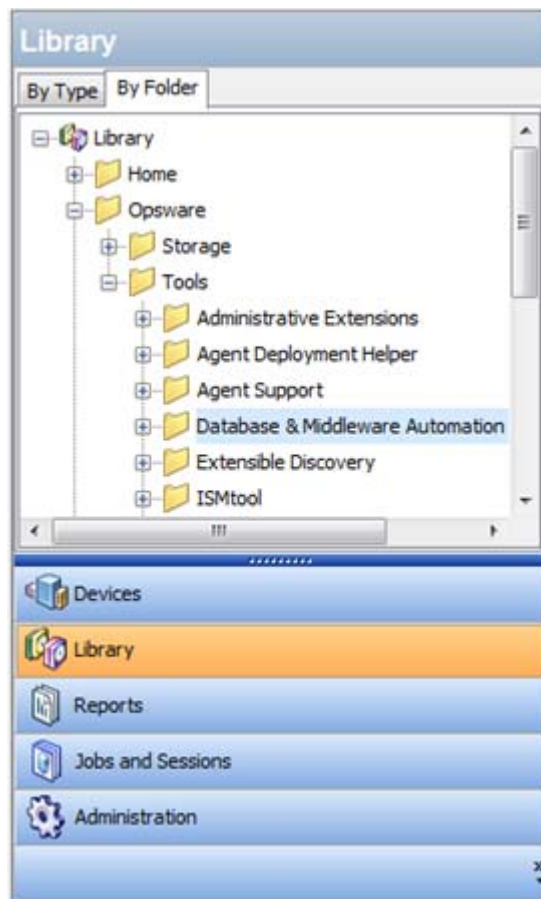 Library
By Type By Folder
Library
Home
Opsware
Storage
Tools
Administrative Extensions
Agent Deployment Helper
Agent Support
Database & Middleware Automation
Extensible Discovery
ISMtool
Devices
Library
Reports
Jobs and Sessions
Administration